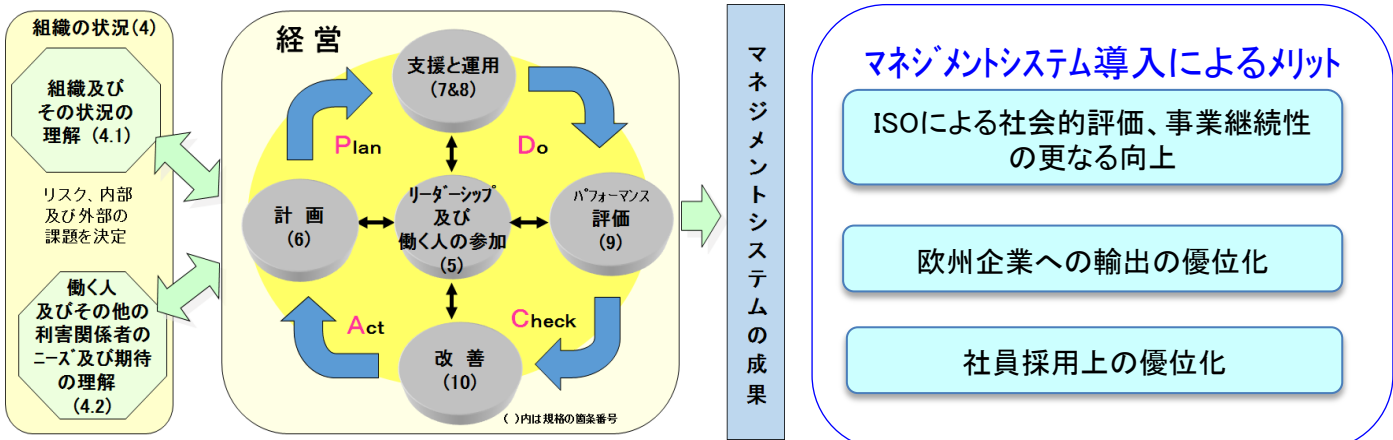 組織の状況(4)
組織及び
その状況の
理解 (4.1)
リスク、内部
及び外部の
課題を決定
働く人
及びその他の
利害関係者の
ニーズ及び期待
の理解
(4.2)
経営
支援と運用
(7&8)
Plan
Do
計画
(6)
リーダーシップ
及び
働く人の参加
(5)
パフォーマンス
評価
(9)
Act
Check
改善
(10)
( )内は規格の箇条番号
マネジメントシステムの成果
マネジメントシステム導入によるメリット
ISOによる社会的評価、事業継続性
の更なる向上
欧州企業への輸出の優位化
社員採用上の優位化